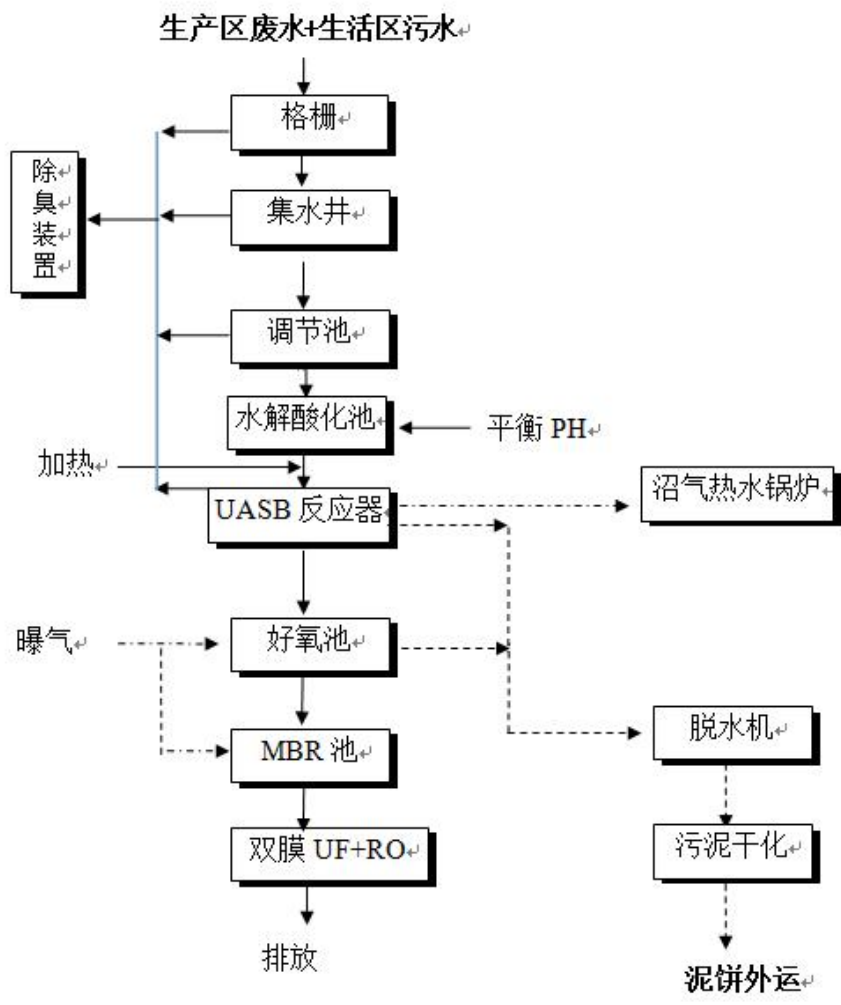 生产区废水+生活区污水
格栅
除
臭
装
置
集水井
调节池
水解酸化池
平衡 PH
加热
UASB 反应器
沼气热水锅炉
曝气
好氧池
MBR 池
脱水机
双膜 UF+RO
污泥干化
排放
泥饼外运